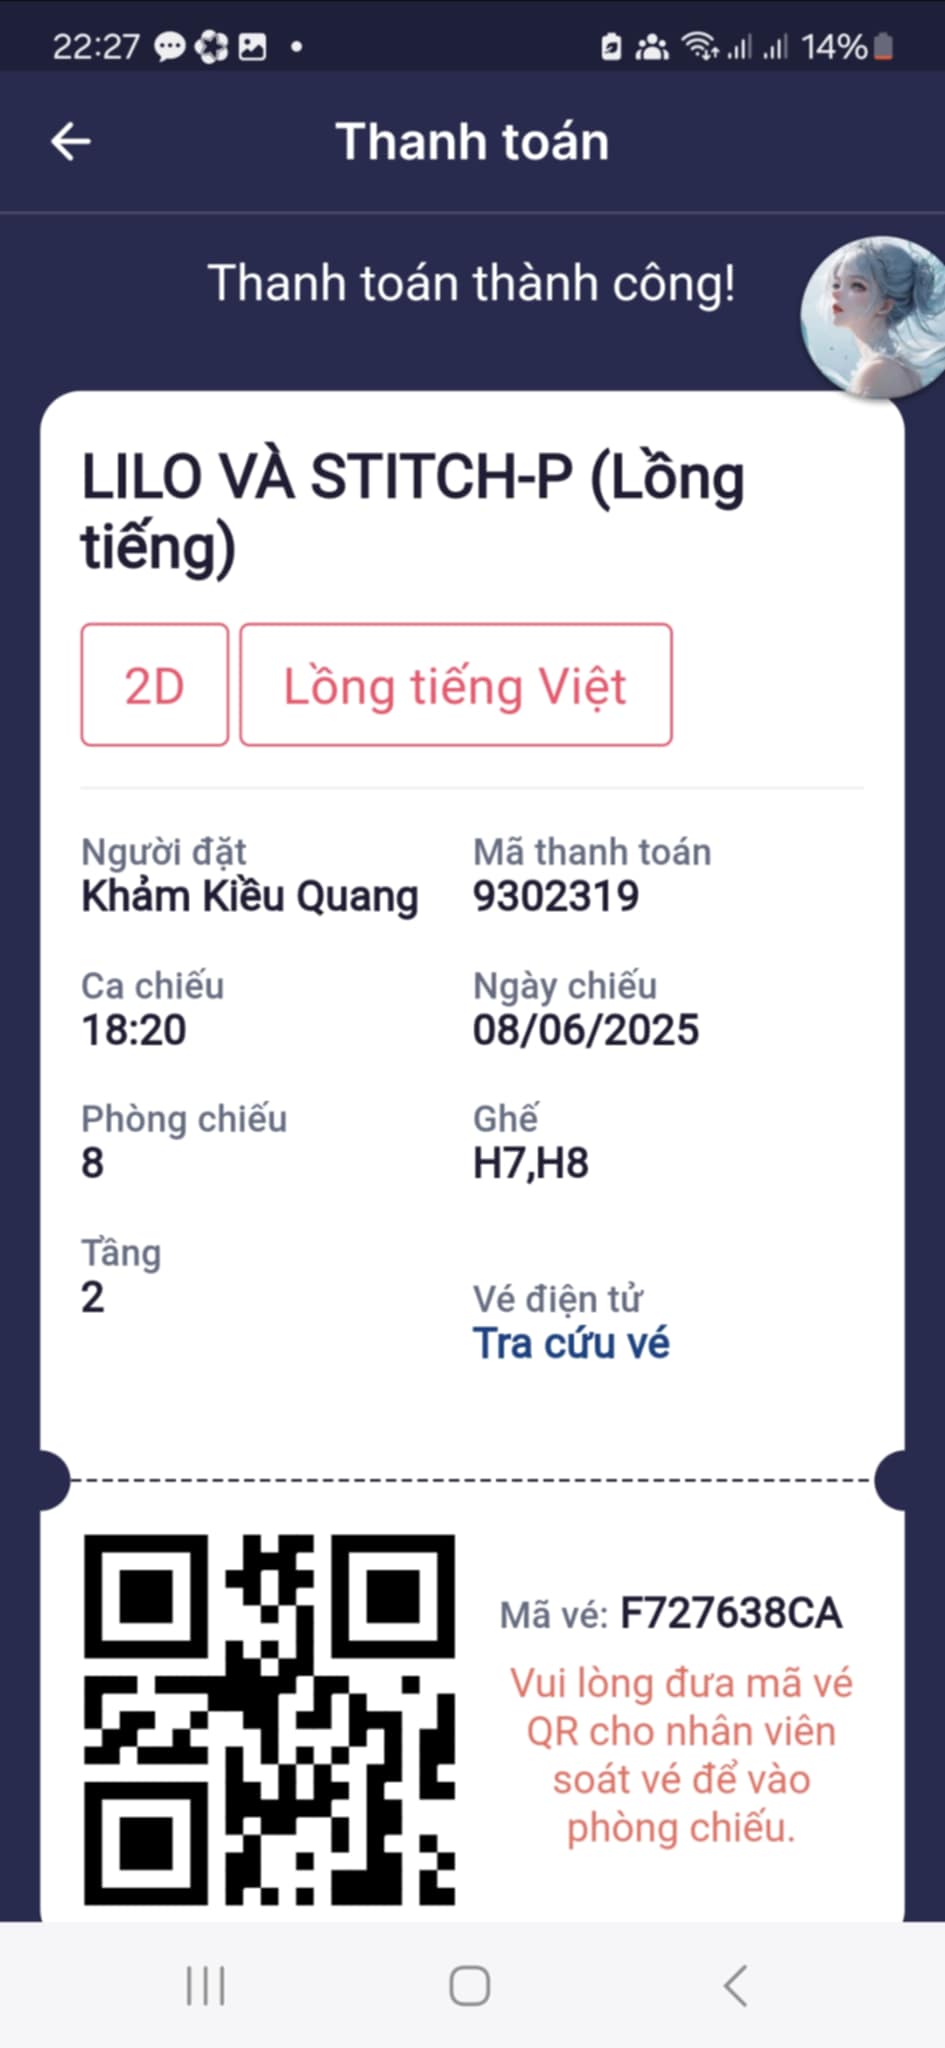 22:27
14%
Thanh toán
Thanh toán thành công!
LILO VÀ STITCH-P (Lồng
tiếng)
2D
Lồng tiếng Việt
Người đặt
Khảm Kiều Quang
Mã thanh toán
9302319
Ca chiếu
18:20
Ngày chiếu
08/06/2025
Phòng chiếu
8
Ghế
H7,H8
Tầng
2
Vé điện tử
Tra cứu vé
Mã vé: F727638CA
Vui lòng đưa mã vé
QR cho nhân viên
soát vé để vào
phòng chiếu.